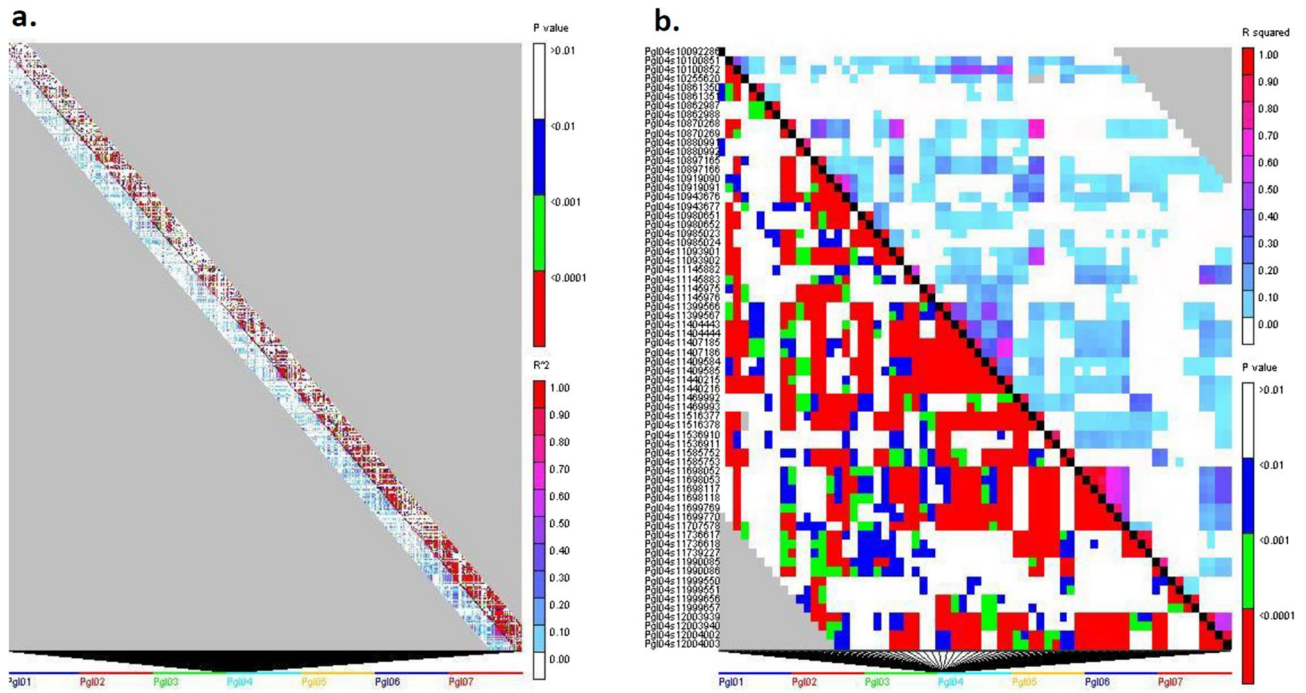 a.
P value
>0.01
<0.01
<0.001
<0.0001
R^2
1.00
0.90
0.80
0.70
0.60
0.50
0.40
0.30
0.20
0.10
0.00
Pgl01 Pgl02 Pgl03 Pgl04 Pgl05 Pgl06 Pgl07
b.
Pgl04s10092286
Pgl04s10100851
Pgl04s10100852
Pgl04s10255620
Pgl04s10861350
Pgl04s10861351
Pgl04s10862987
Pgl04s10862988
Pgl04s10870268
Pgl04s10870269
Pgl04s10880991
Pgl04s10880992
Pgl04s10897165
Pgl04s10897166
Pgl04s10919090
Pgl04s10919091
Pgl04s10943676
Pgl04s10943677
Pgl04s10980651
Pgl04s10980652
Pgl04s10985023
Pgl04s10985024
Pgl04s11093901
Pgl04s11093902
Pgl04s11145882
Pgl04s11145883
Pgl04s11145975
Pgl04s11145976
Pgl04s11399566
Pgl04s11399567
Pgl04s11404443
Pgl04s11404444
Pgl04s11407185
Pgl04s11407186
Pgl04s11409584
Pgl04s11409585
Pgl04s11440215
Pgl04s11440216
Pgl04s11469992
Pgl04s11469993
Pgl04s11516377
Pgl04s11516378
Pgl04s11536910
Pgl04s11536911
Pgl04s11585752
Pgl04s11585753
Pgl04s11698052
Pgl04s11698053
Pgl04s11698117
Pgl04s11698118
Pgl04s11699769
Pgl04s11699770
Pgl04s11707578
Pgl04s11736617
Pgl04s11736618
Pgl04s11739227
Pgl04s11990085
Pgl04s11990086
Pgl04s11999550
Pgl04s11999551
Pgl04s11999656
Pgl04s11999657
Pgl04s12003939
Pgl04s12003940
Pgl04s12004002
Pgl04s12004003
R squared
1.00
0.90
0.80
0.70
0.60
0.50
0.40
0.30
0.20
0.10
0.00
P value
>0.01
<0.01
<0.001
<0.0001
Pgl01 Pgl02 Pgl03 Pgl04 Pgl05 Pgl06 Pgl07